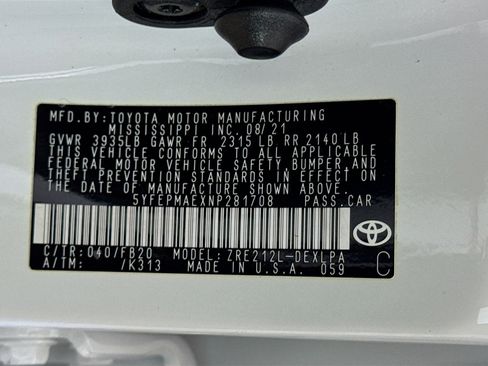 MFD.BY:TOYOTA MOTOR MANUFACTURING
MISSISSIPPI INC. 08/21
GVWR 3935LB GAWR FR 2315 LB RR 2140 LB
THIS VEHICLE CONFORMS TO ALL APPLICABLE
FEDERAL MOTOR VEHICLE SAFETY, BUMPER, AND
THEFT PREVENTION STANDARDS IN EFFECT ON
THE DATE OF MANUFACTURE SHOWN ABOVE.
5YFEPMAEXNP281708 PASS.CAR
C/TR: 040/FB20 MODEL: ZRE212L-DEXLPA
A/TM: /K313 MADE IN U.S.A. 059
C